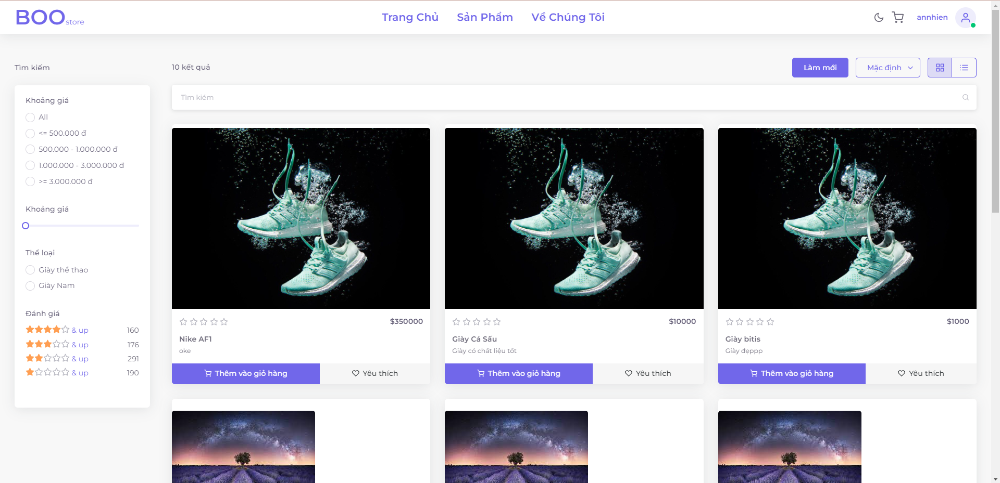 BOO store
Trang Chủ Sản Phẩm Về Chúng Tôi
annhien
Tìm kiếm
10 kết quả
Làm mới
Mặc định
Tìm kiém
Khoảng giá
All
<= 500.000 đ
500.000 - 1.000.000 đ
1.000.000 - 3.000.000 đ
>= 3.000.000 đ
Khoảng giá
Thể loại
Giày thể thao
Giày Nam
Đánh giá
& up 160
& up 176
& up 291
& up 190
$350000
Nike AF1
oke
Thêm vào giỏ hàng Yêu thích
$10000
Giày Cá Sấu
Giày có chất liệu tốt
Thêm vào giỏ hàng Yêu thích
$1000
Giày bitis
Giày đẹppp
Thêm vào giỏ hàng Yêu thích